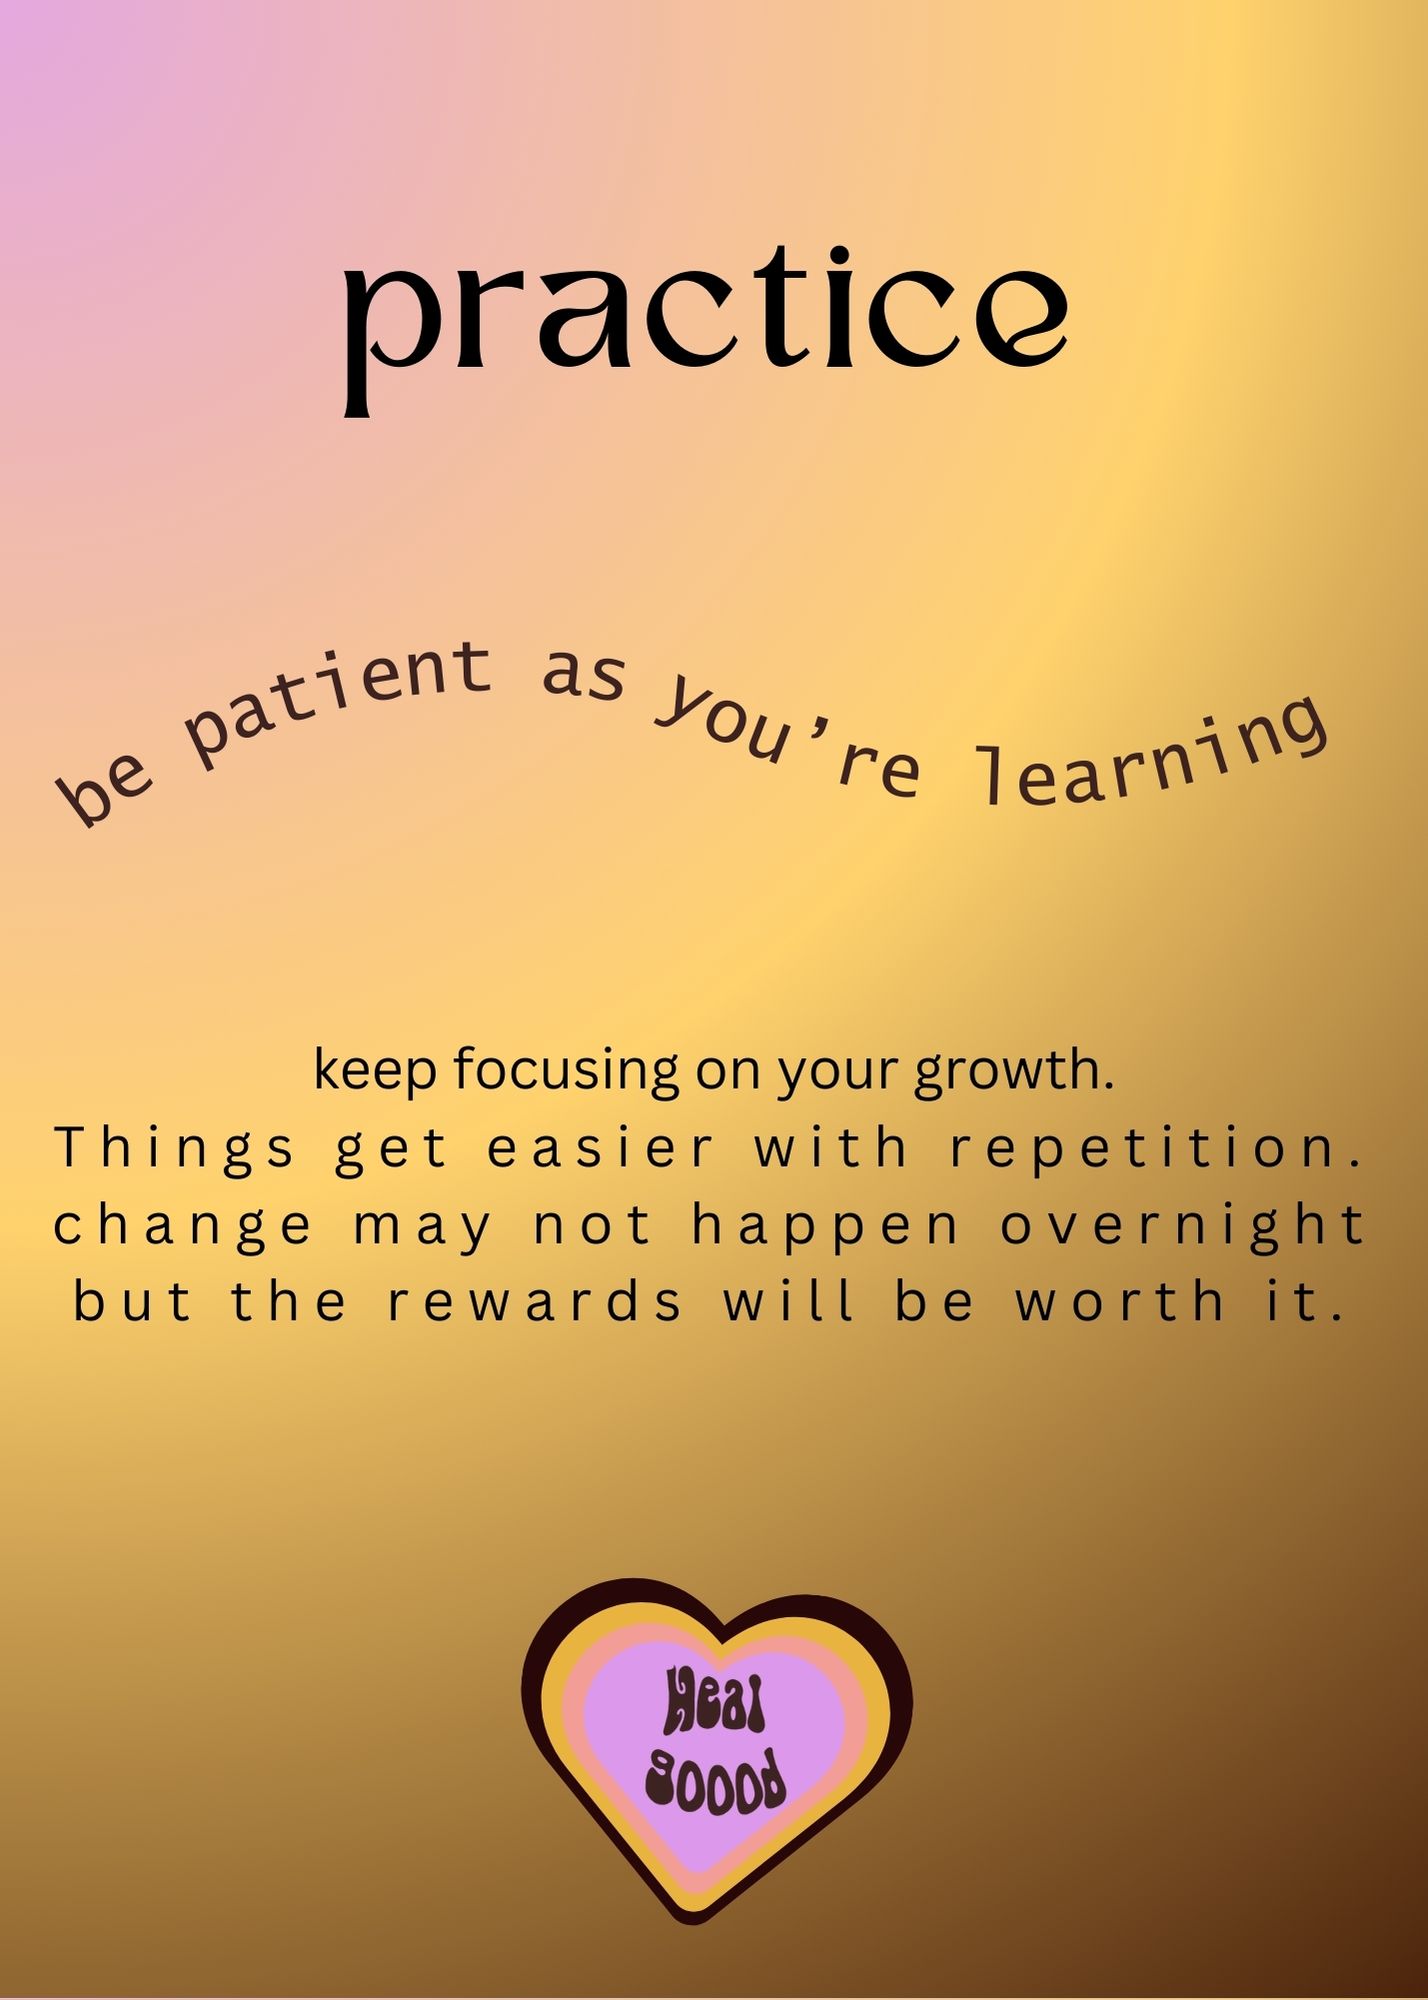 practice
be patient as you’re learning
keep focusing on your growth.
Things get easier with repetition.
change may not happen overnight
but the rewards will be worth it.
Heal
goood